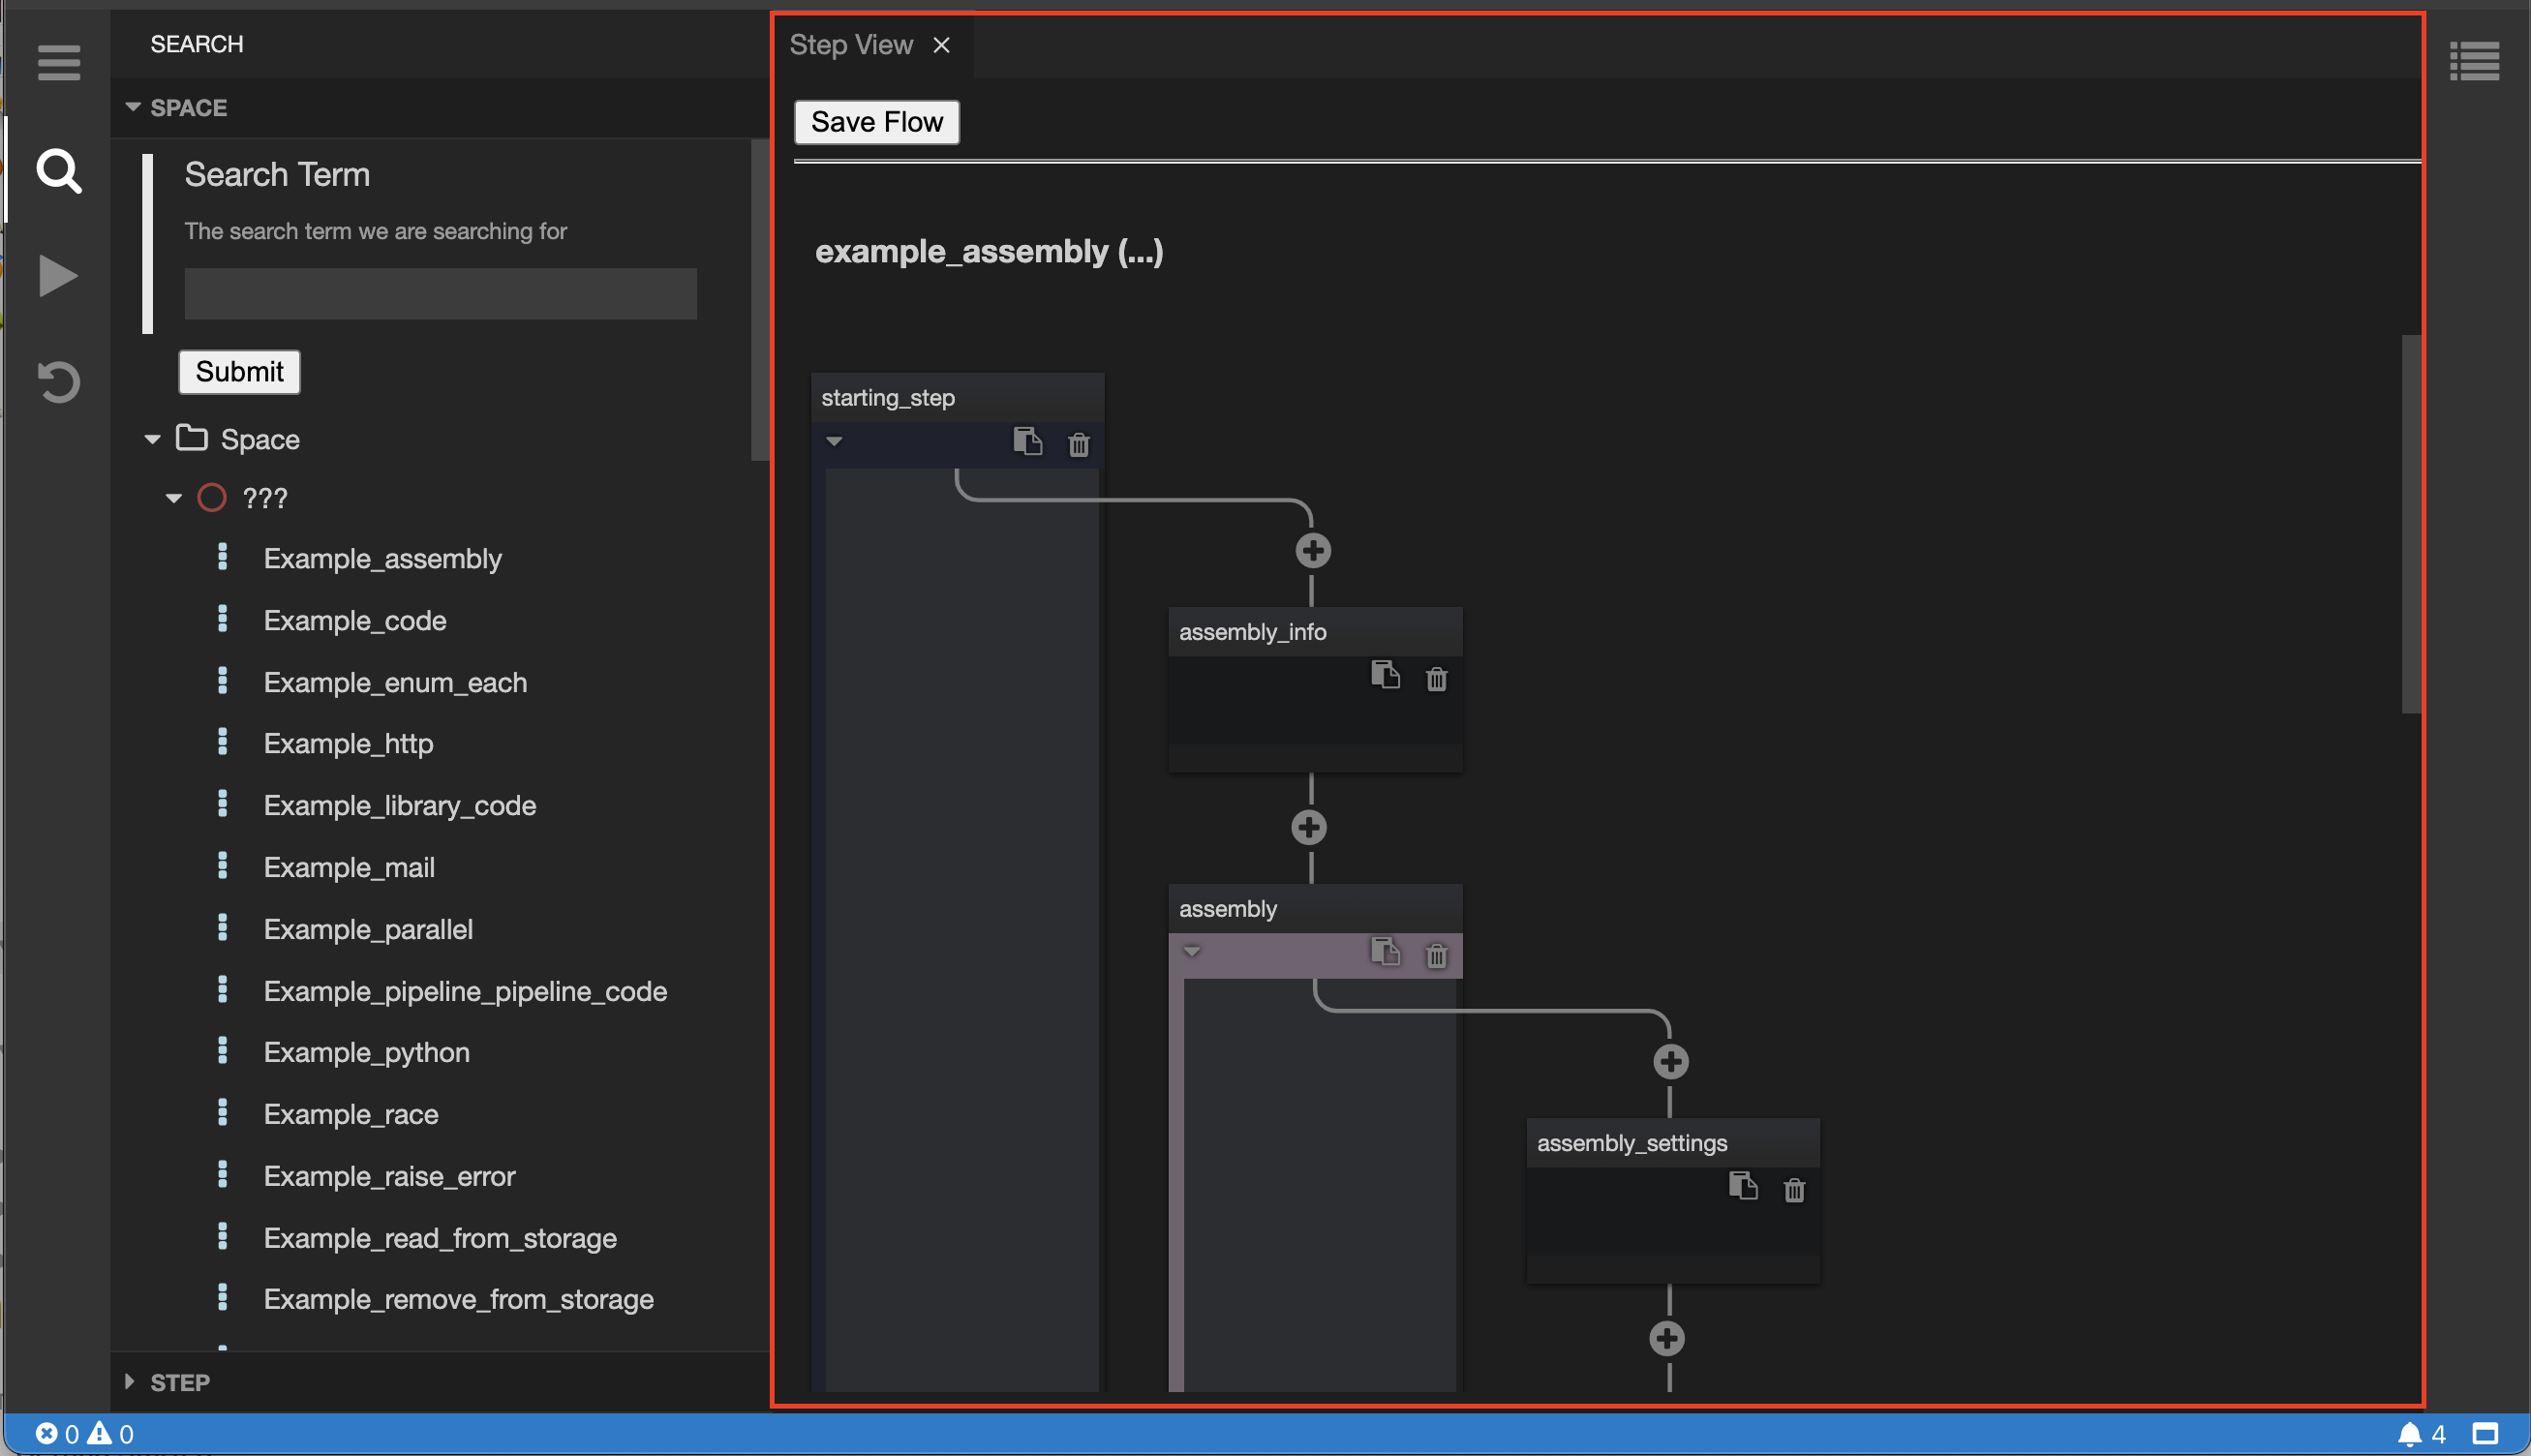 SEARCH
SPACE
Search Term
The search term we are searching for
Submit
Space
???
Example_assembly
Example_code
Example_enum_each
Example_http
Example_library_code
Example_mail
Example_parallel
Example_pipeline_pipeline_code
Example_python
Example_race
Example_raise_error
Example_read_from_storage
Example_remove_from_storage
STEP
Step View
Save Flow
example_assembly (...)
starting_step
assembly_info
assembly
assembly_settings
0 0
4